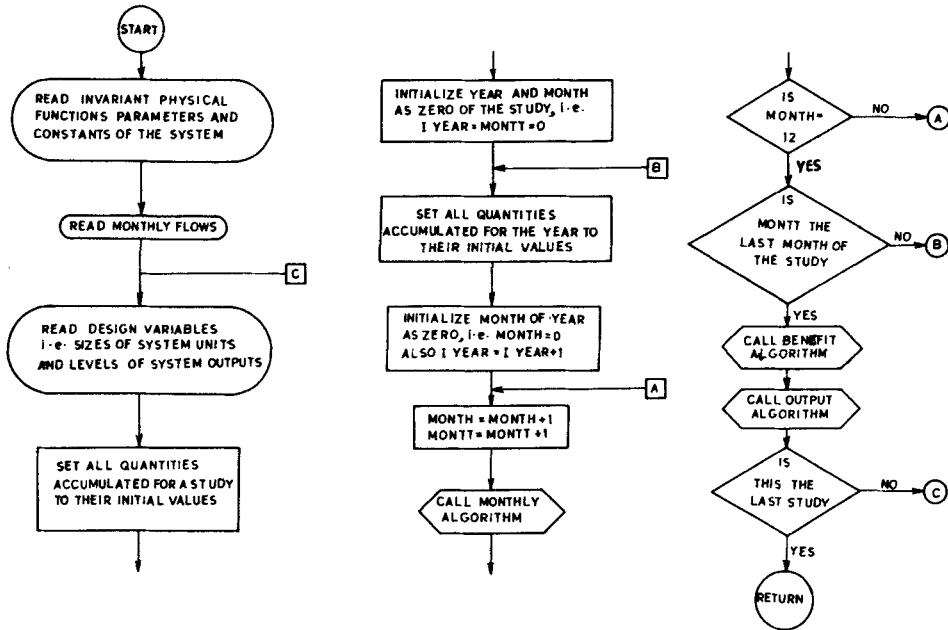 START
READ INVARIANT PHYSICAL
FUNCTIONS PARAMETERS AND
CONSTANTS OF THE SYSTEM
READ MONTHLY FLOWS
C
READ DESIGN VARIABLES
i·e· SIZES OF SYSTEM UNITS
AND LEVELS OF SYSTEM OUTPUTS
SET ALL QUANTITIES
ACCUMULATED FOR A STUDY
TO THEIR INITIAL VALUES
INITIALIZE YEAR AND MONTH
AS ZERO OF THE STUDY, i·e·
I YEAR = MONTT = 0
B
SET ALL QUANTITIES
ACCUMULATED FOR THE YEAR TO
THEIR INITIAL VALUES
INITIALIZE MONTH OF YEAR
AS ZERO, i.e. MONTH=0
ALSO I YEAR = I YEAR+1
A
MONTH = MONTH +1
MONTT = MONTT +1
CALL MONTHLY
ALGORITHM
IS
MONTH=
12
NO
A
YES
IS
MONTT THE
LAST MONTH OF
THE STUDY
NO
B
YES
CALL BENEFIT
ALGORITHM
CALL OUTPUT
ALGORITHM
IS
THIS THE
LAST STUDY
NO
C
YES
RETURN